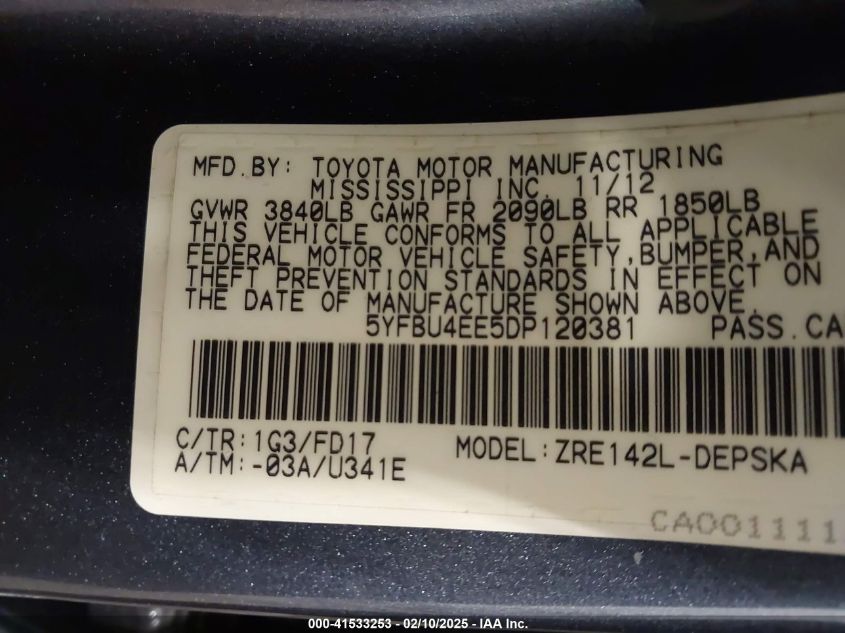 MFD.BY: TOYOTA MOTOR MANUFACTURING
MISSISSIPPI INC. 11/12
GVWR 3840LB GAWR FR 2090LB RR 1850LB
THIS VEHICLE CONFORMS TO ALL APPLICABLE
FEDERAL MOTOR VEHICLE SAFETY,BUMPER,AND
THEFT PREVENTION STANDARDS IN EFFECT ON
THE DATE OF MANUFACTURE SHOWN ABOVE.
5YFBU4EE5DP120381 PASS.CA
C/TR:1G3/FD17 MODEL:ZRE142L-DEPSKA
A/TM:-03A/U341E
CA001111
000-41533253 - 02/10/2025 - IAA Inc.